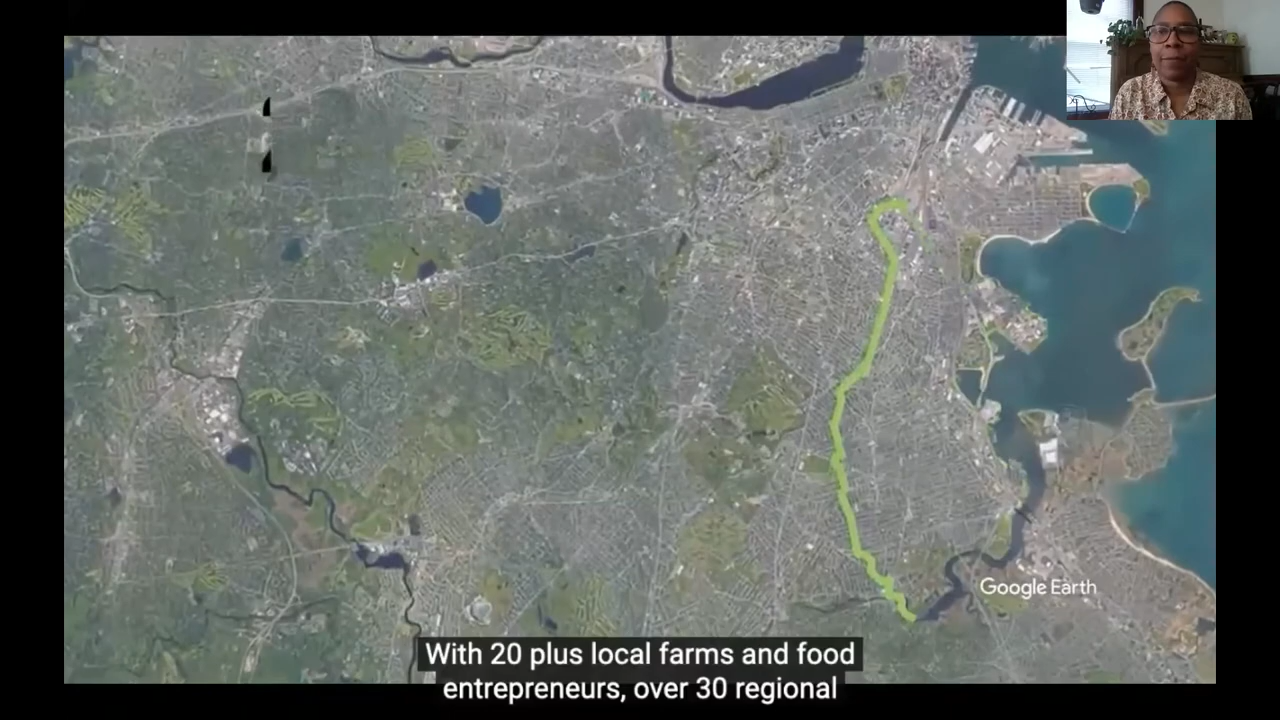 Google Earth
With 20 plus local farms and food
entrepreneurs, over 30 regional